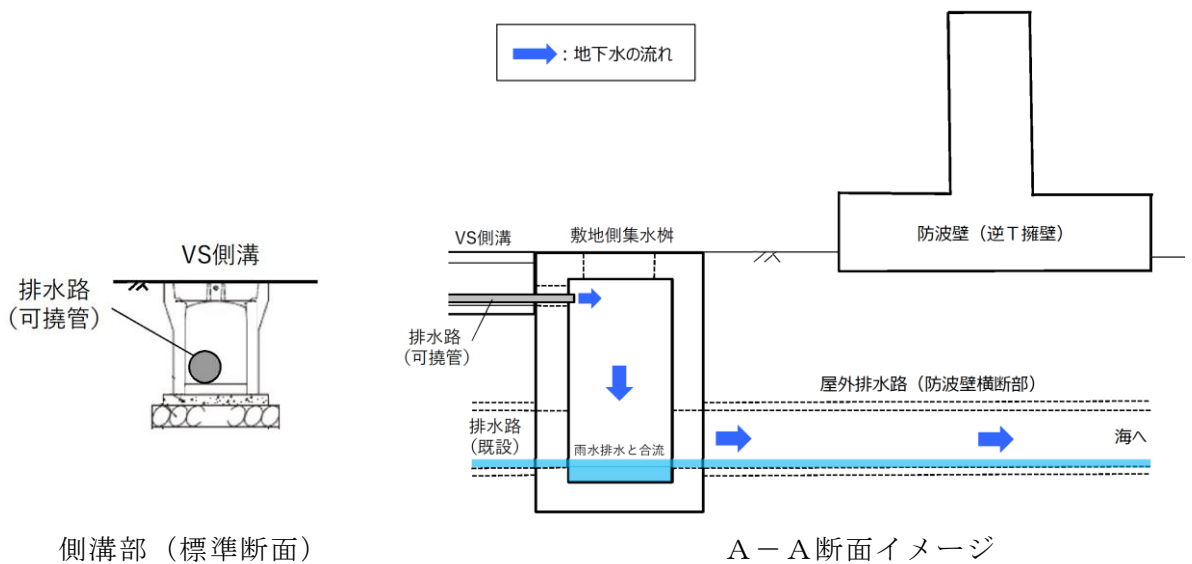 ：地下水の流れ
防波壁（逆Ｔ擁壁）
VS側溝
排水路
（可撓管）
VS側溝
敷地側集水桝
排水路
（可撓管）
屋外排水路（防波壁横断部）
排水路
（既設）
海へ
雨水排水と合流
側溝部（標準断面）
Ａ－Ａ断面イメージ